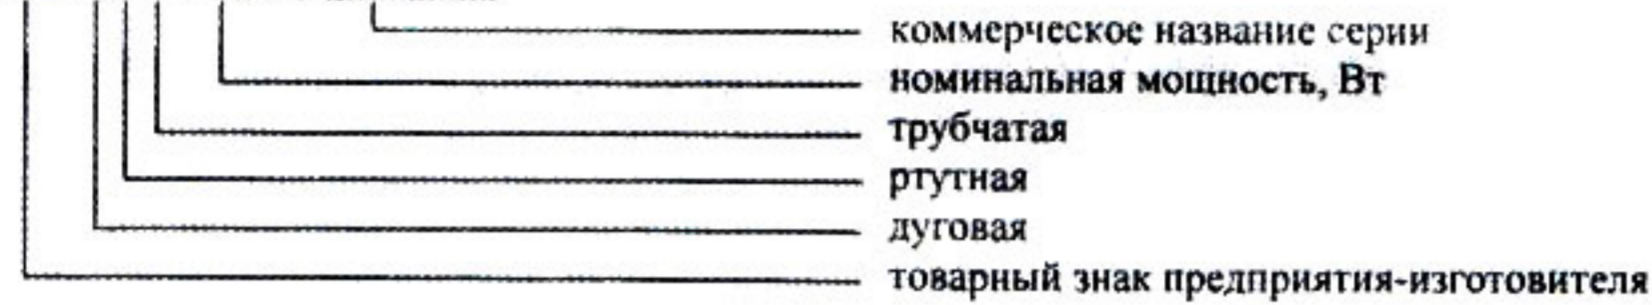 коммерческое название серии
номинальная мощность, Вт
трубчатая
ртутная
дуговая
товарный знак предприятия-изготовителя